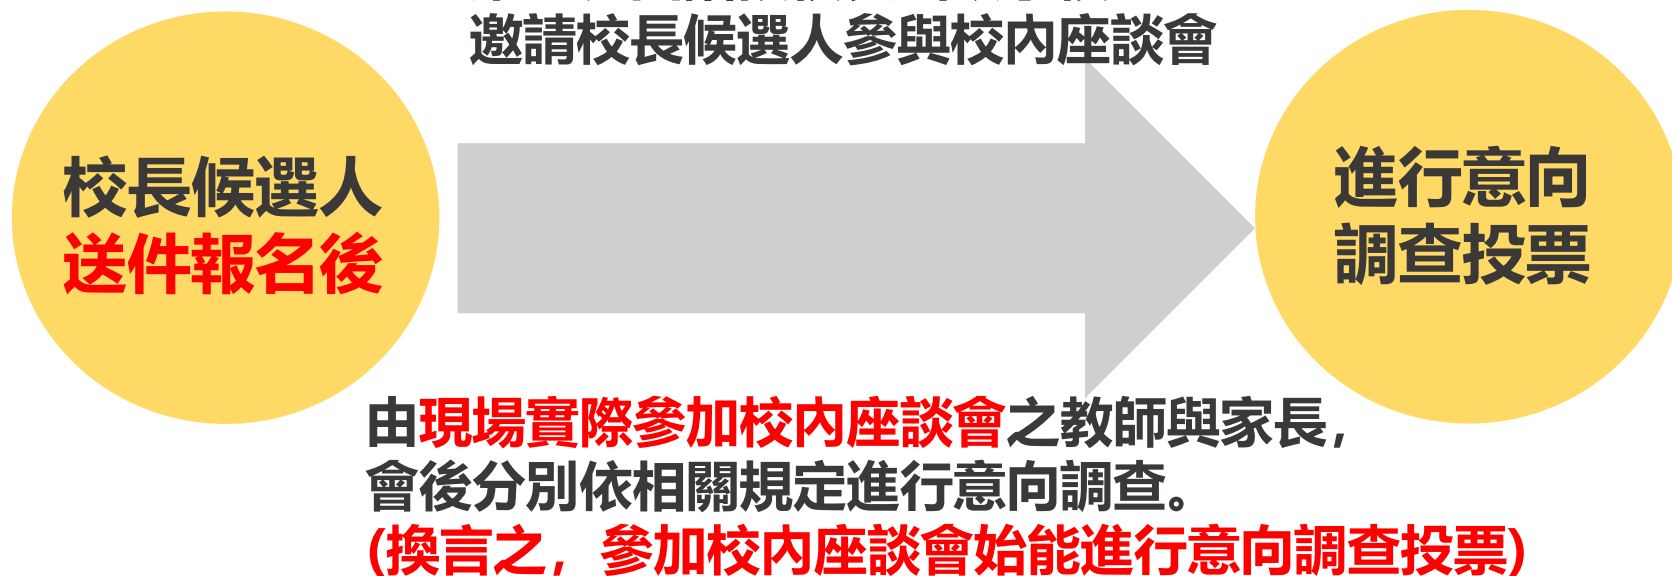 邀請校長候選人參與校內座談會
校長候選人
送件報名後
進行意向
調查投票
由現場實際參加校內座談會之教師與家長，
會後分別依相關規定進行意向調查。
(換言之，參加校內座談會始能進行意向調查投票)